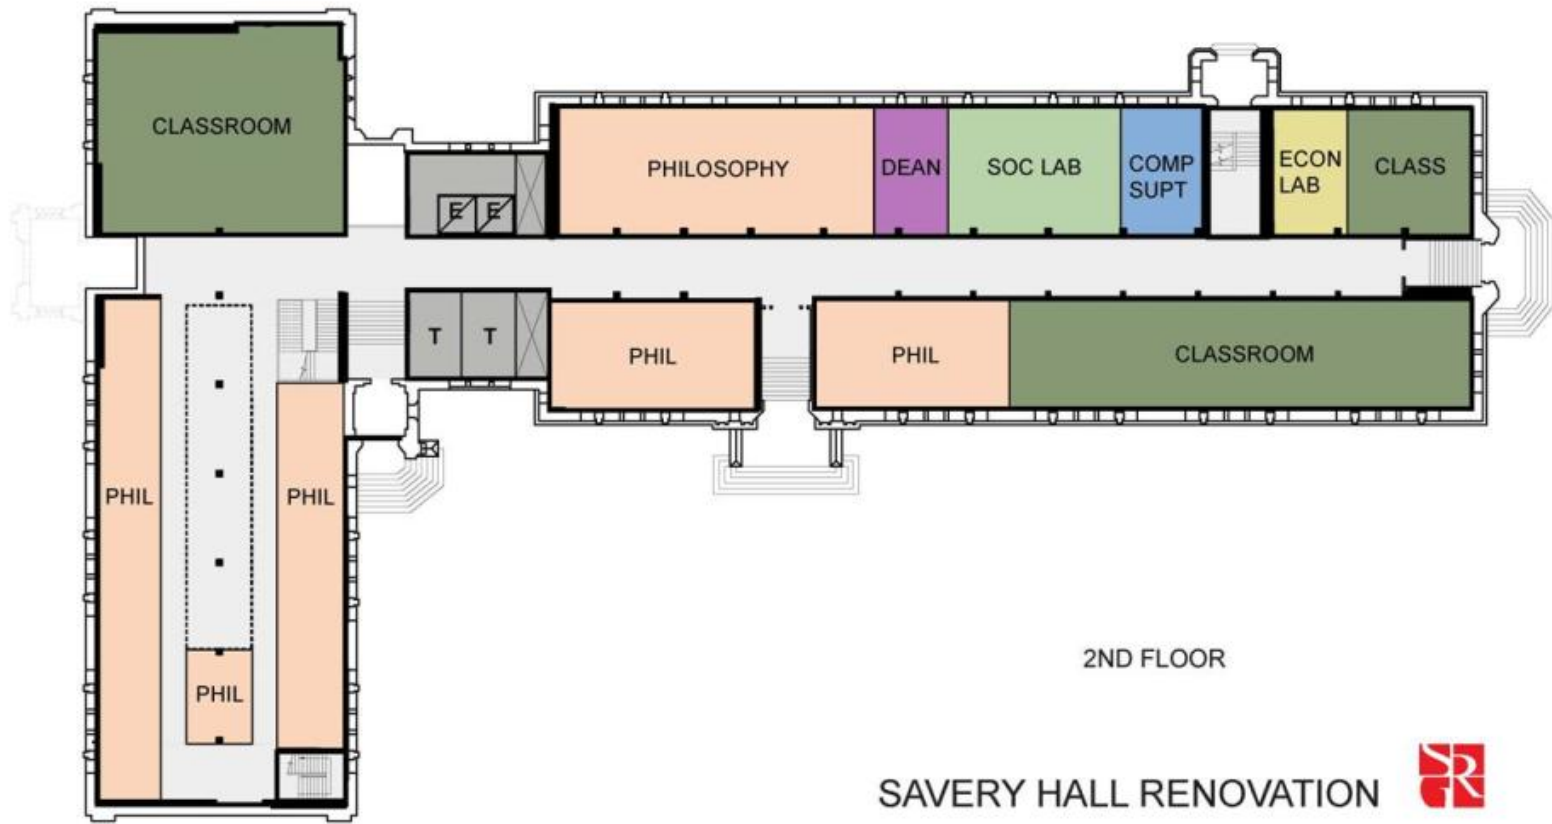 CLASSROOM
PHILOSOPHY
DEAN
SOC LAB
COMP
SUPT
ECON
LAB
CLASS
E
E
T
T
PHIL
PHIL
CLASSROOM
PHIL
PHIL
PHIL
2ND FLOOR
SAVERY HALL RENOVATION
SRG